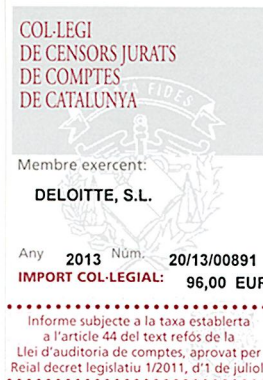 COL·LEGI
DE CENSORS JURATS
DE COMPTES
DE CATALUNYA
TA FIDES
Membre exercent:
DELOITTE, S.L.
Any 2013 Núm. 20/13/00891
IMPORT COL·LEGIAL: 96,00 EUR
Informe subjecte a la taxa establerta
a l'article 44 del text refós de la
Llei d'auditoria de comptes, aprovat per
Reial decret legislatiu 1/2011, d'1 de juliol